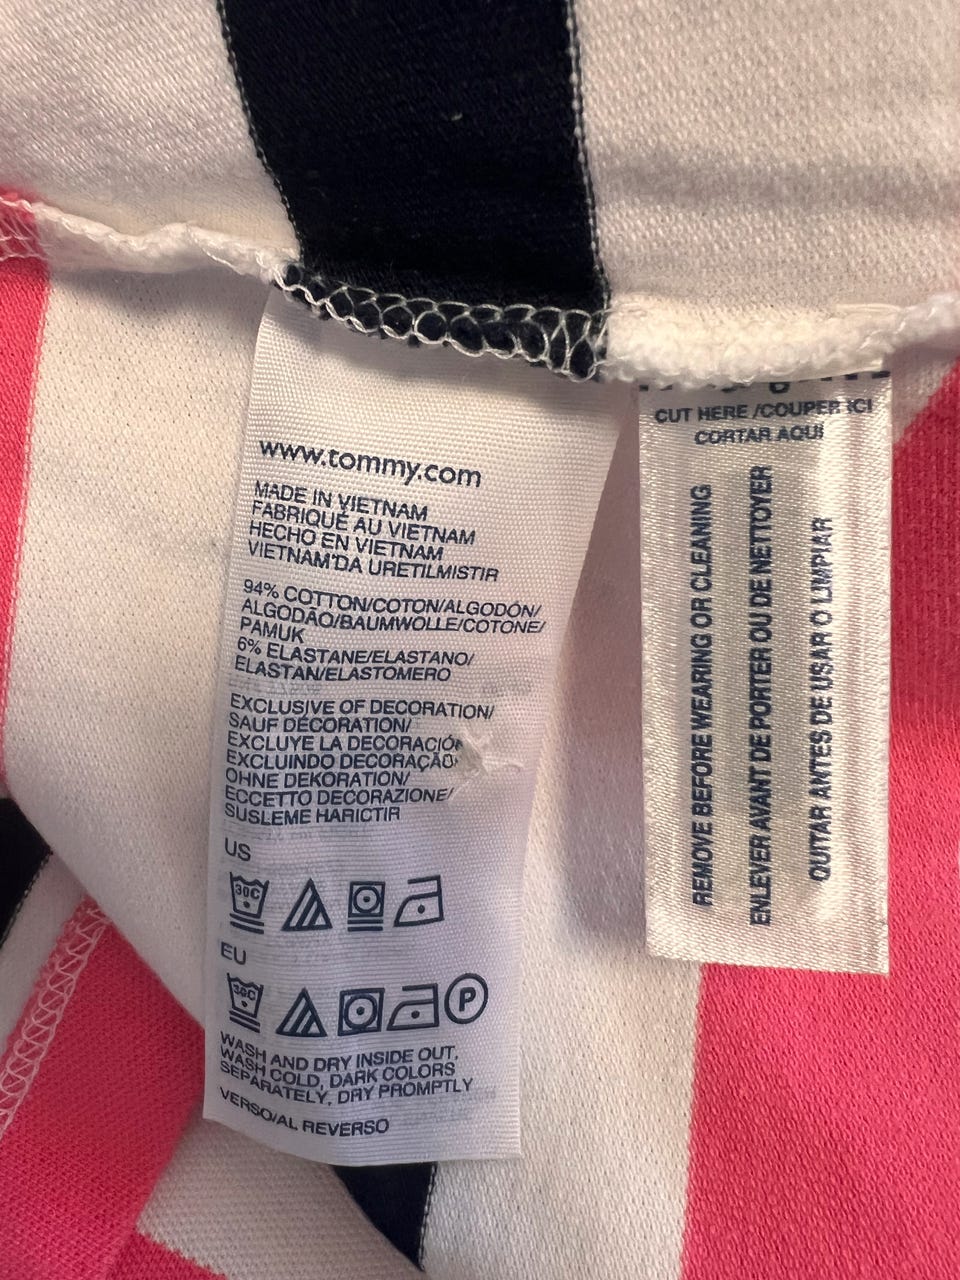 www.tommy.com
MADE IN VIETNAM
FABRIQUÉ AU VIETNAM
HECHO EN VIETNAM
VIETNAM'DA URETILMISTIR
94% COTTON/COTON/ALGODÓN/
ALGODÃO/BAUMWOLLE/COTONE/
PAMUK
6% ELASTANE/ELASTANO/
ELASTAN/ELASTOMERO
EXCLUSIVE OF DECORATION/
SAUF DÉCORATION/
EXCLUYE LA DECORACIÓN
EXCLUINDO DECORAÇÃO
OHNE DEKORATION/
ECCETTO DECORAZIONE/
SUSLEME HARICTIR
US
30C
EU
30C
P
WASH AND DRY INSIDE OUT,
WASH COLD, DARK COLORS
SEPARATELY, DRY PROMPTLY
VERSO/AL REVERSO
CUT HERE /COUPER ICI
CORTAR AQUÍ
REMOVE BEFORE WEARING OR CLEANING
ENLEVER AVANT DE PORTER OU DE NETTOYER
QUITAR ANTES DE USAR O LIMPIAR